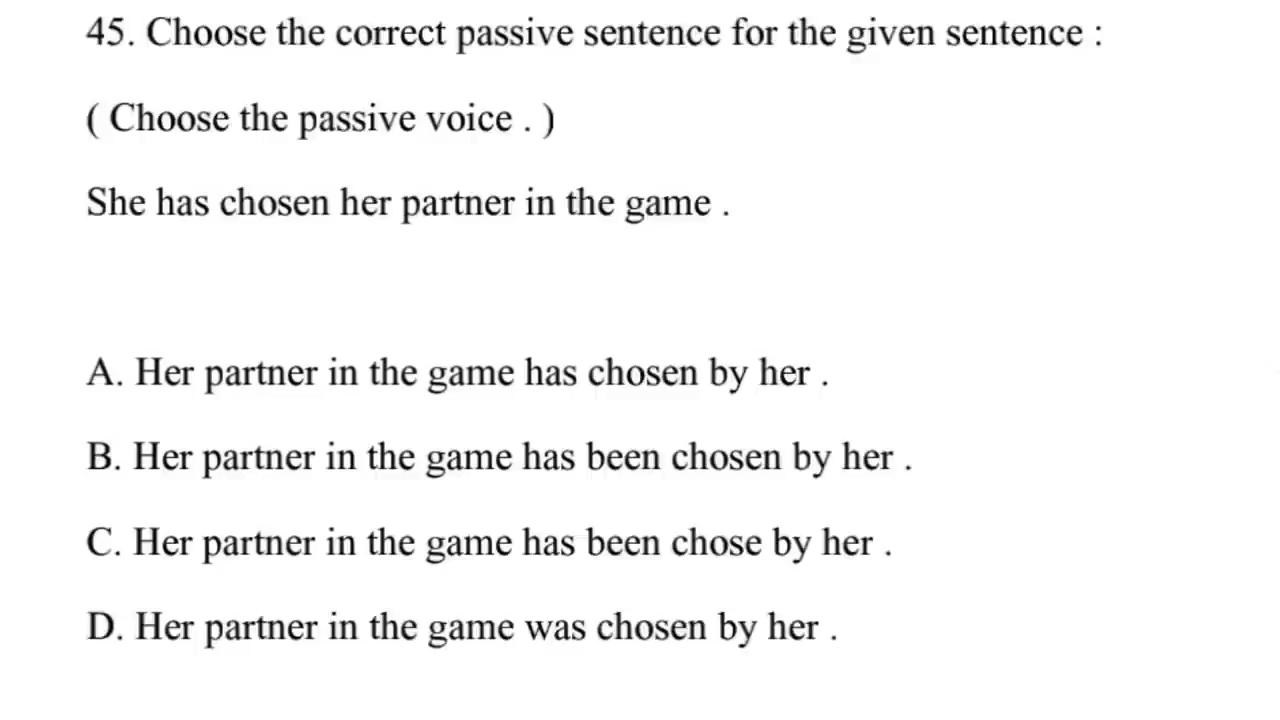 45. Choose the correct passive sentence for the given sentence :
( Choose the passive voice . )
She has chosen her partner in the game .
A. Her partner in the game has chosen by her .
B. Her partner in the game has been chosen by her .
C. Her partner in the game has been chose by her .
D. Her partner in the game was chosen by her .